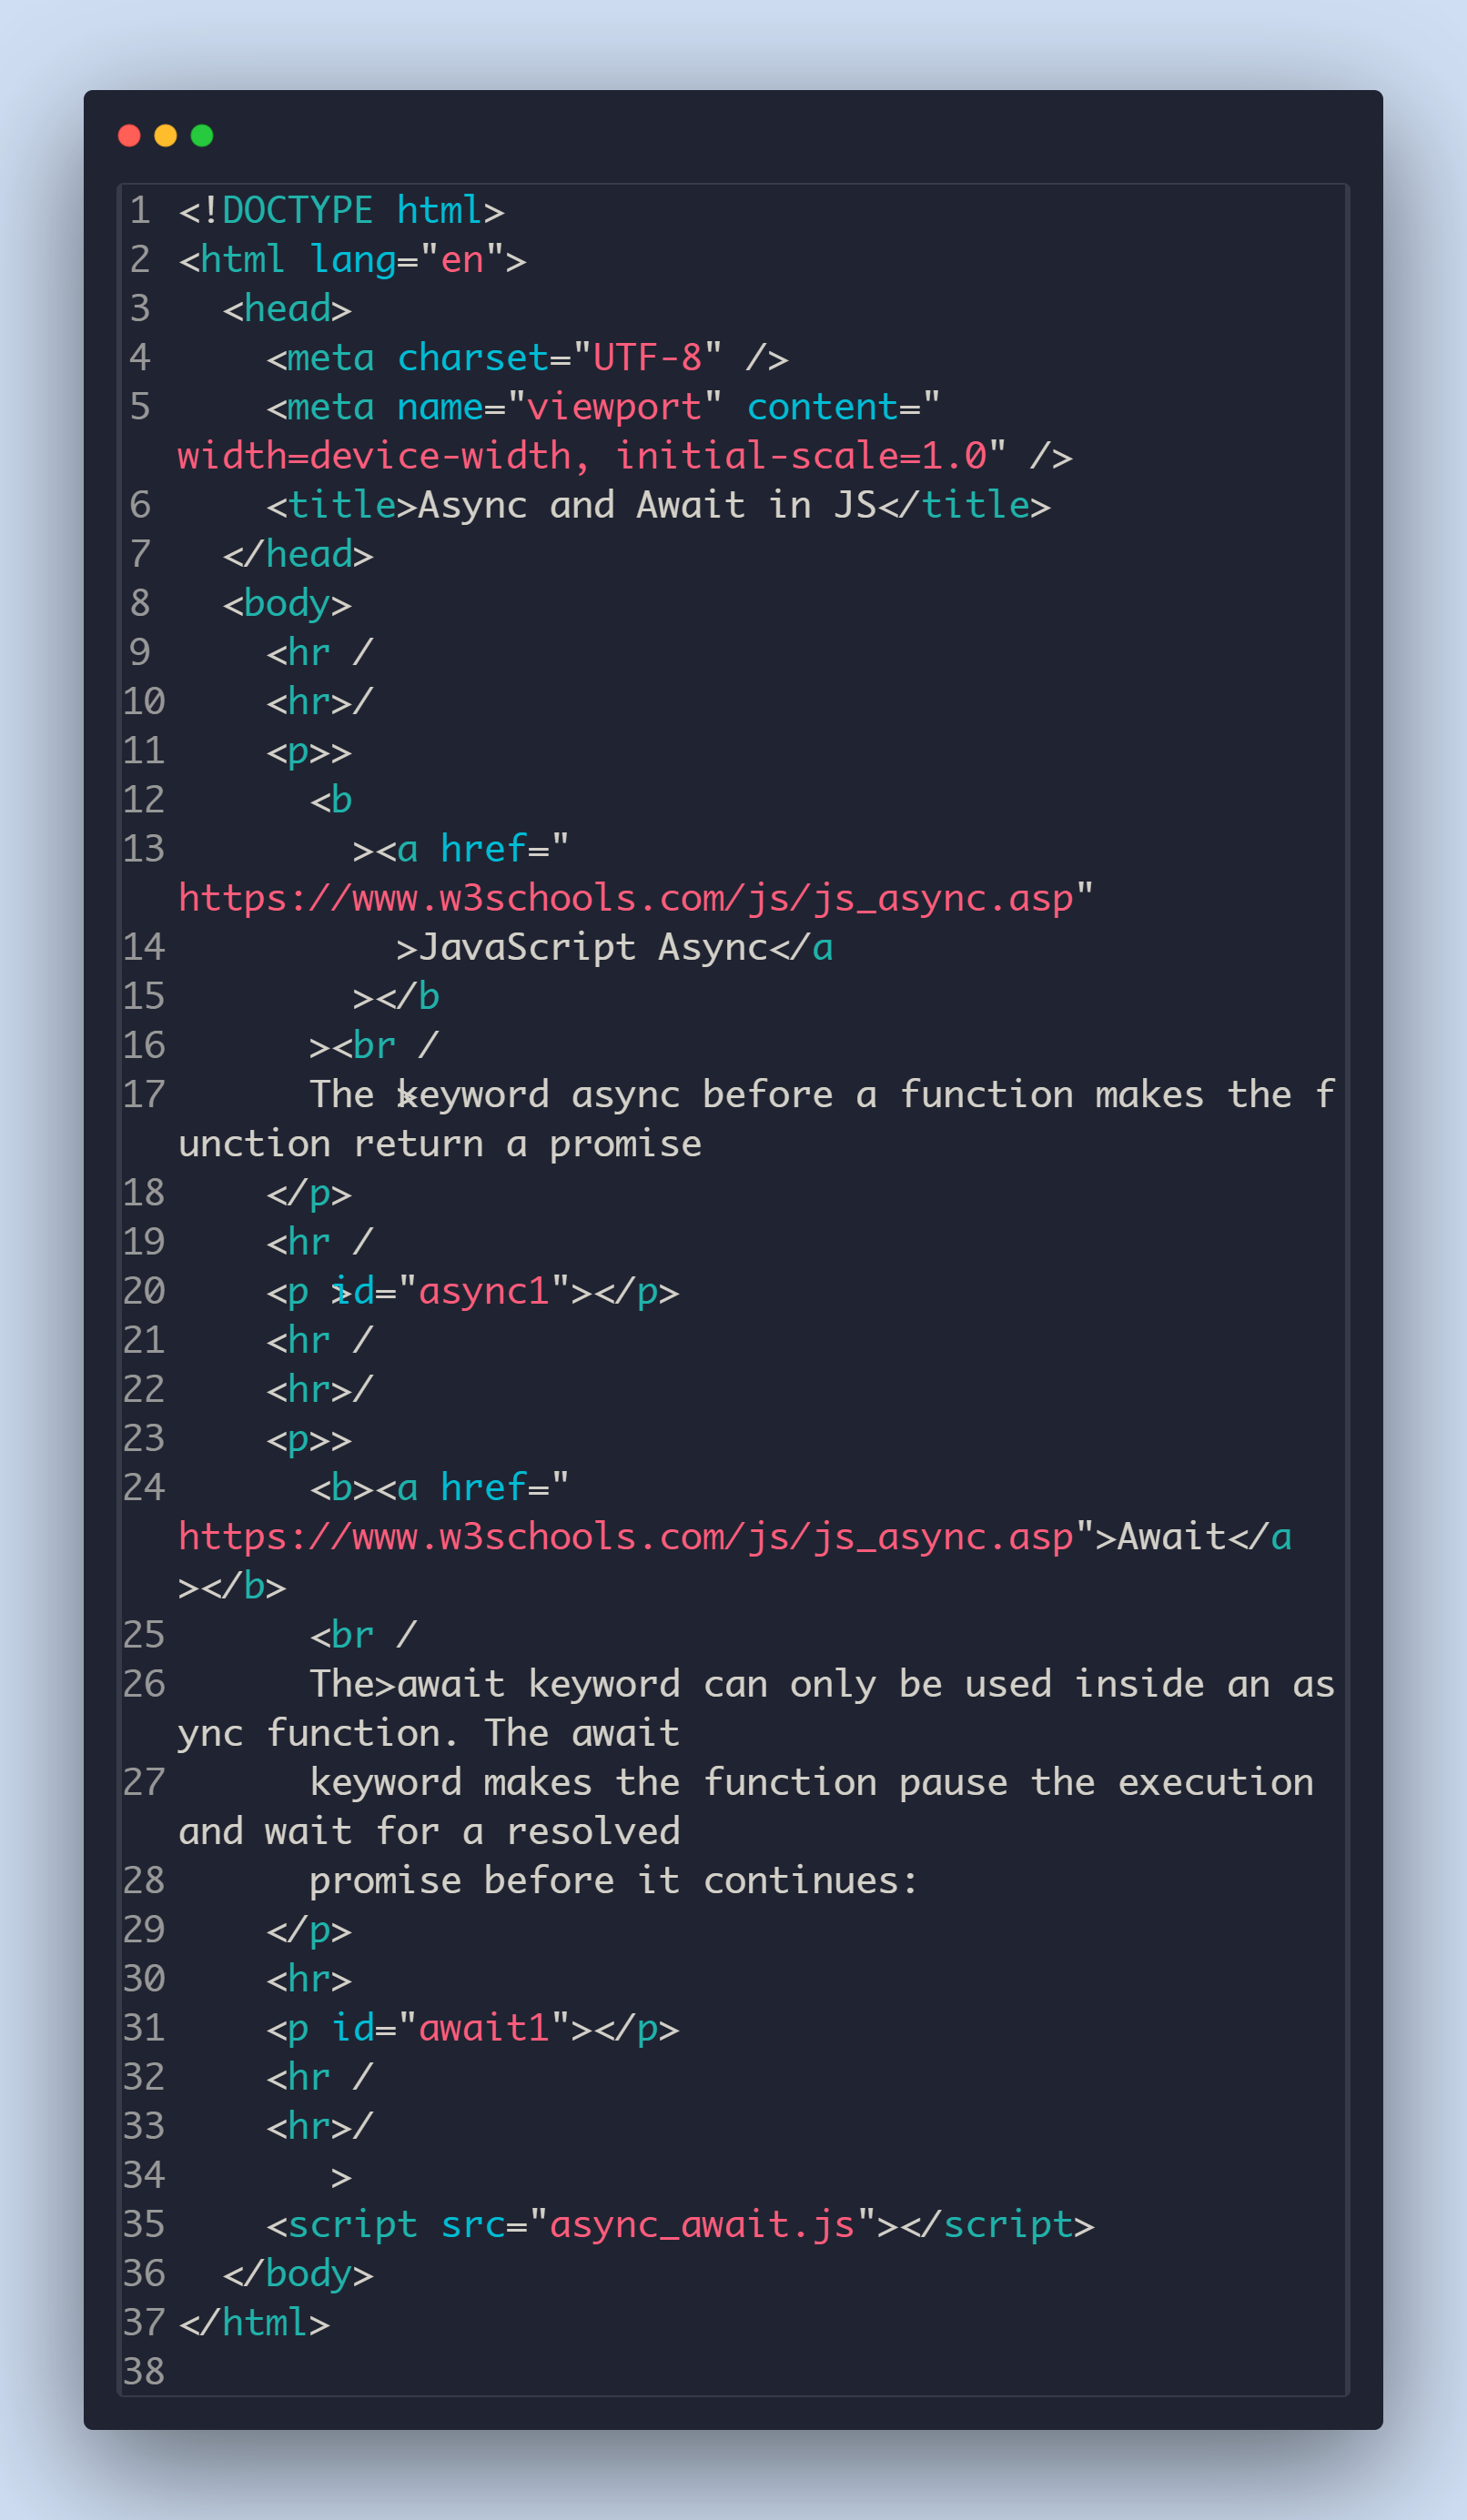 1 <!DOCTYPE html>
2 <html lang="en">
3   <head>
4     <meta charset="UTF-8" />
5     <meta name="viewport" content="
width=device-width, initial-scale=1.0" />
6     <title>Async and Await in JS</title>
7   </head>
8   <body>
9     <hr /
10     <hr>/
11     <p>>
12       <b
13         ><a href="
https://www.w3schools.com/js/js_async.asp"
14           >JavaScript Async</a
15         ></b
16       ><br /
17       The keyword async before a function makes the f
unction return a promise
18     </p>
19     <hr /
20     <p id="async1"></p>
21     <hr /
22     <hr>/
23     <p>>
24       <b><a href="
https://www.w3schools.com/js/js_async.asp">Await</a
></b>
25       <br /
26       The>await keyword can only be used inside an as
ync function. The await
27       keyword makes the function pause the execution
and wait for a resolved
28       promise before it continues:
29     </p>
30     <hr>
31     <p id="await1"></p>
32     <hr /
33     <hr>/
34        >
35     <script src="async_await.js"></script>
36   </body>
37 </html>
38